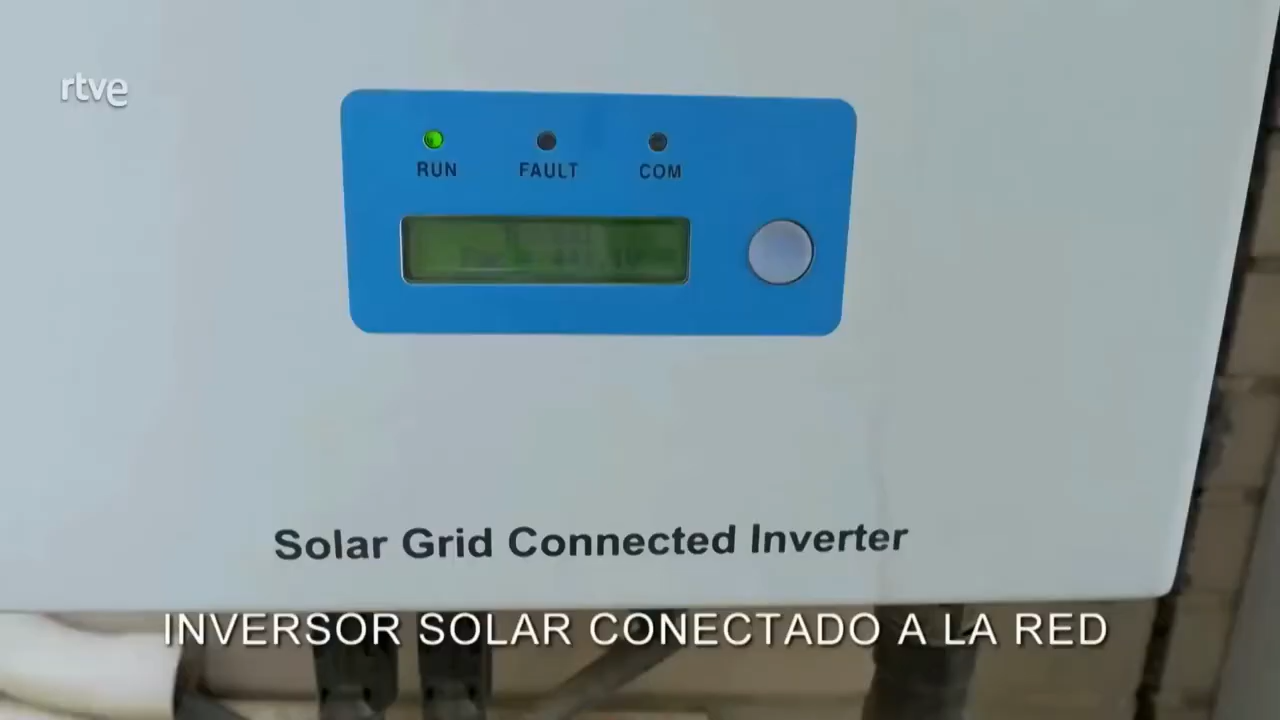 rtve
RUN FAULT COM
Solar Grid Connected Inverter
INVERSOR SOLAR CONECTADO A LA RED